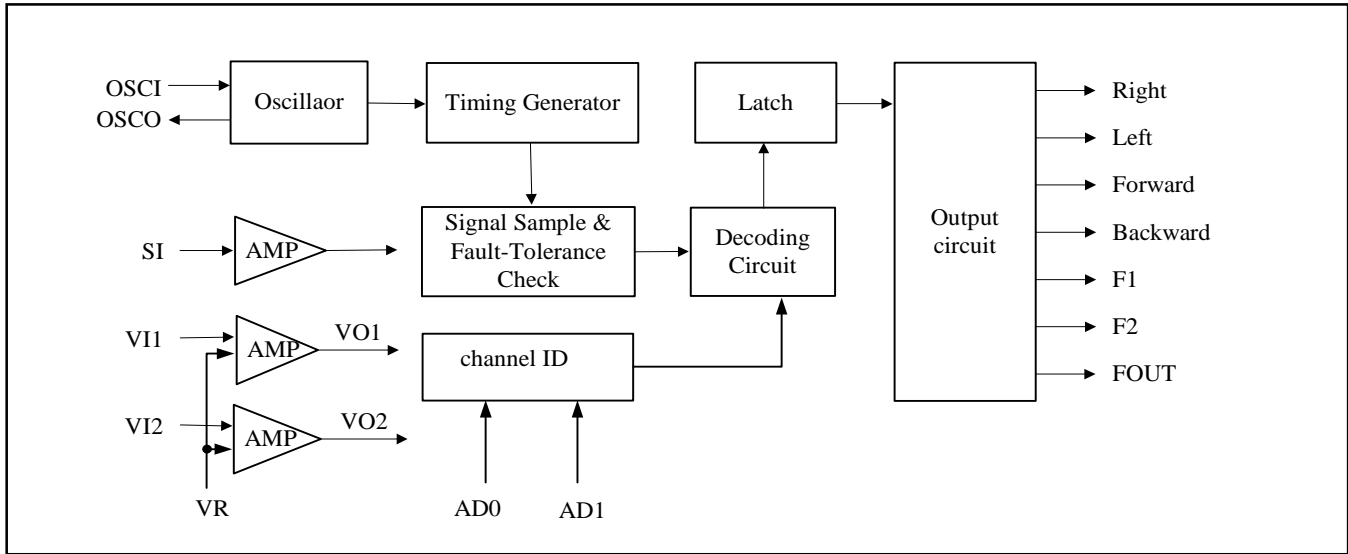 OSCI
OSCO
Oscillaor
Timing Generator
Latch
SI
AMP
Signal Sample &
Fault-Tolerance
Check
Decoding
Circuit
VI1
AMP
VO1
channel ID
VI2
AMP
VO2
VR
AD0
AD1
Output
circuit
Right
Left
Forward
Backward
F1
F2
FOUT